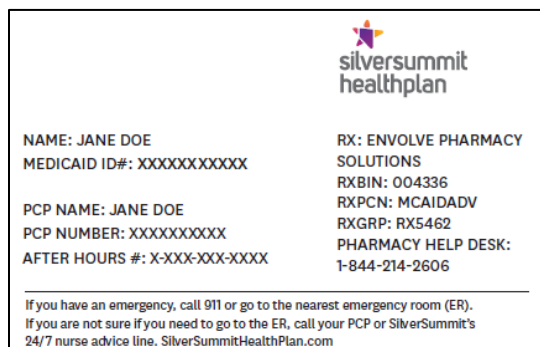 silversummit
healthplan
NAME: JANE DOE
MEDICAID ID#: XXXXXXXXXXX
PCP NAME: JANE DOE
PCP NUMBER: XXXXXXXXXX
AFTER HOURS #: X-XXX-XXX-XXXX
RX: ENVOLVE PHARMACY
SOLUTIONS
RXBIN: 004336
RXPCN: MCAIDADV
RXGRP: RX5462
PHARMACY HELP DESK:
1-844-214-2606
If you have an emergency, call 911 or go to the nearest emergency room (ER).
If you are not sure if you need to go to the ER, call your PCP or SilverSummit's
24/7 nurse advice line. SilverSummitHealthPlan.com